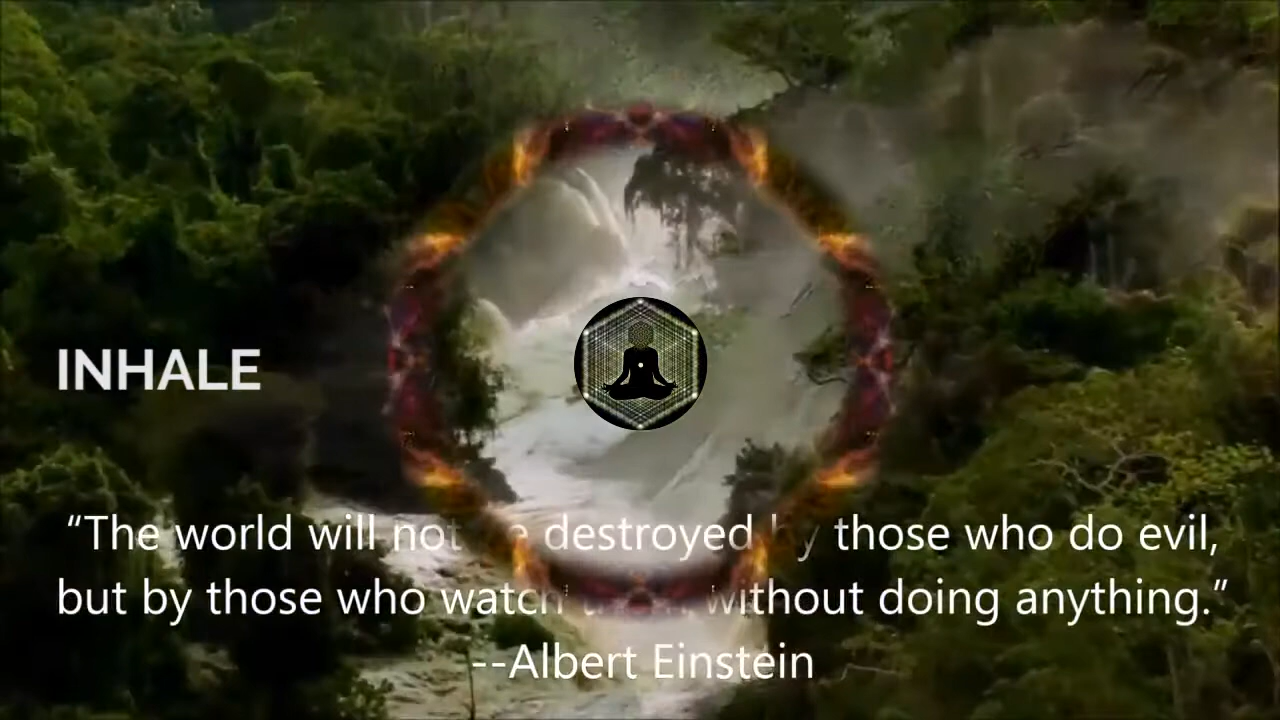 INHALE
“The world will not destroyed those who do evil,
but by those who watch without doing anything.”
--Albert Einstein